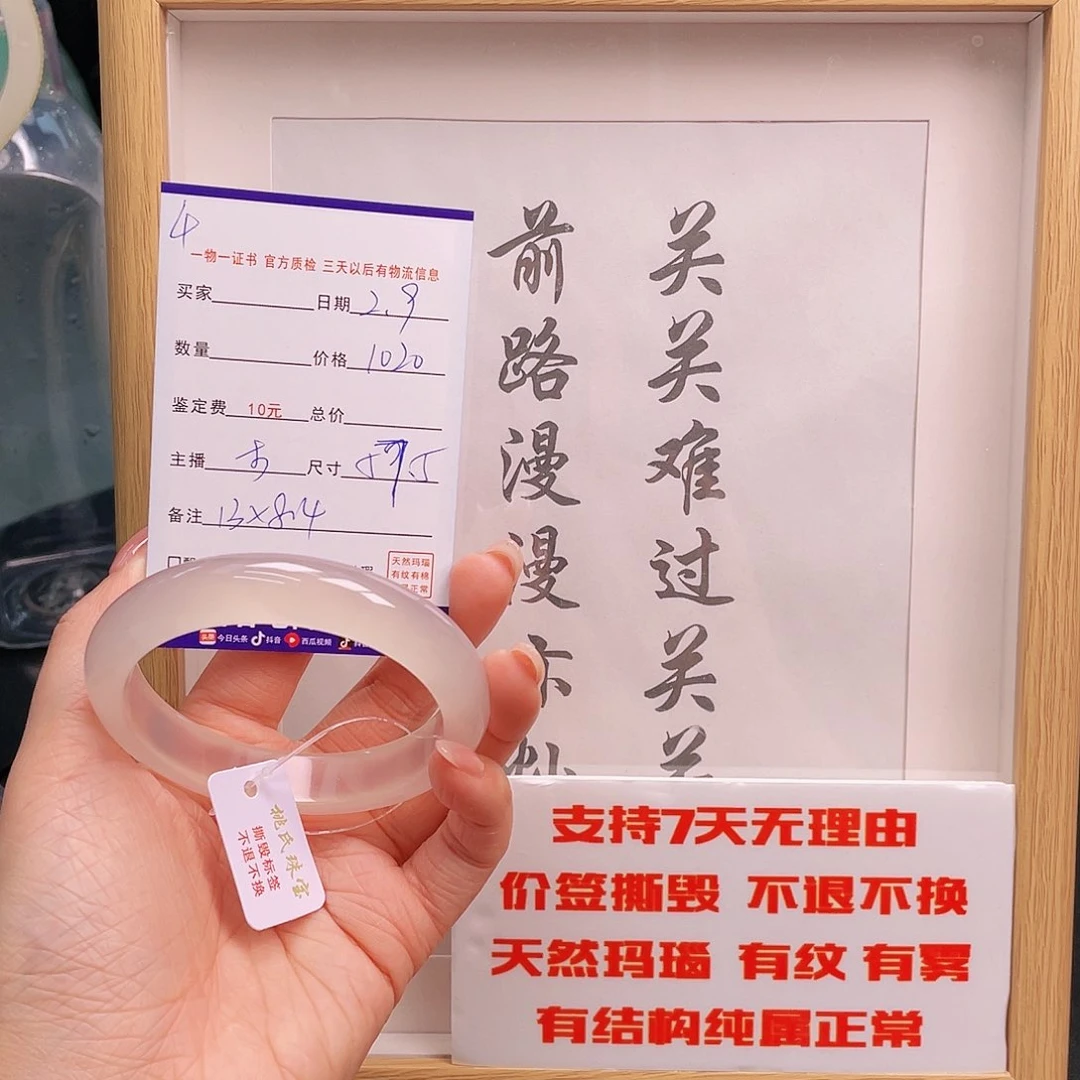 4
一物一证书 官方质检 三天以后有物流信息
买家 日期 2.9
数量 价格 1020
鉴定费 10元 总价
主播 尺寸
备注 13×8.4
天然玛瑙
有纹有棉
正常
今日头条 抖音 西瓜视频
姚氏珠宝
撕毁标签
不退不换
关关难过关
前路漫漫亦
支持7天无理由
价签撕毁 不退不换
天然玛瑙 有纹 有雾
有结构纯属正常